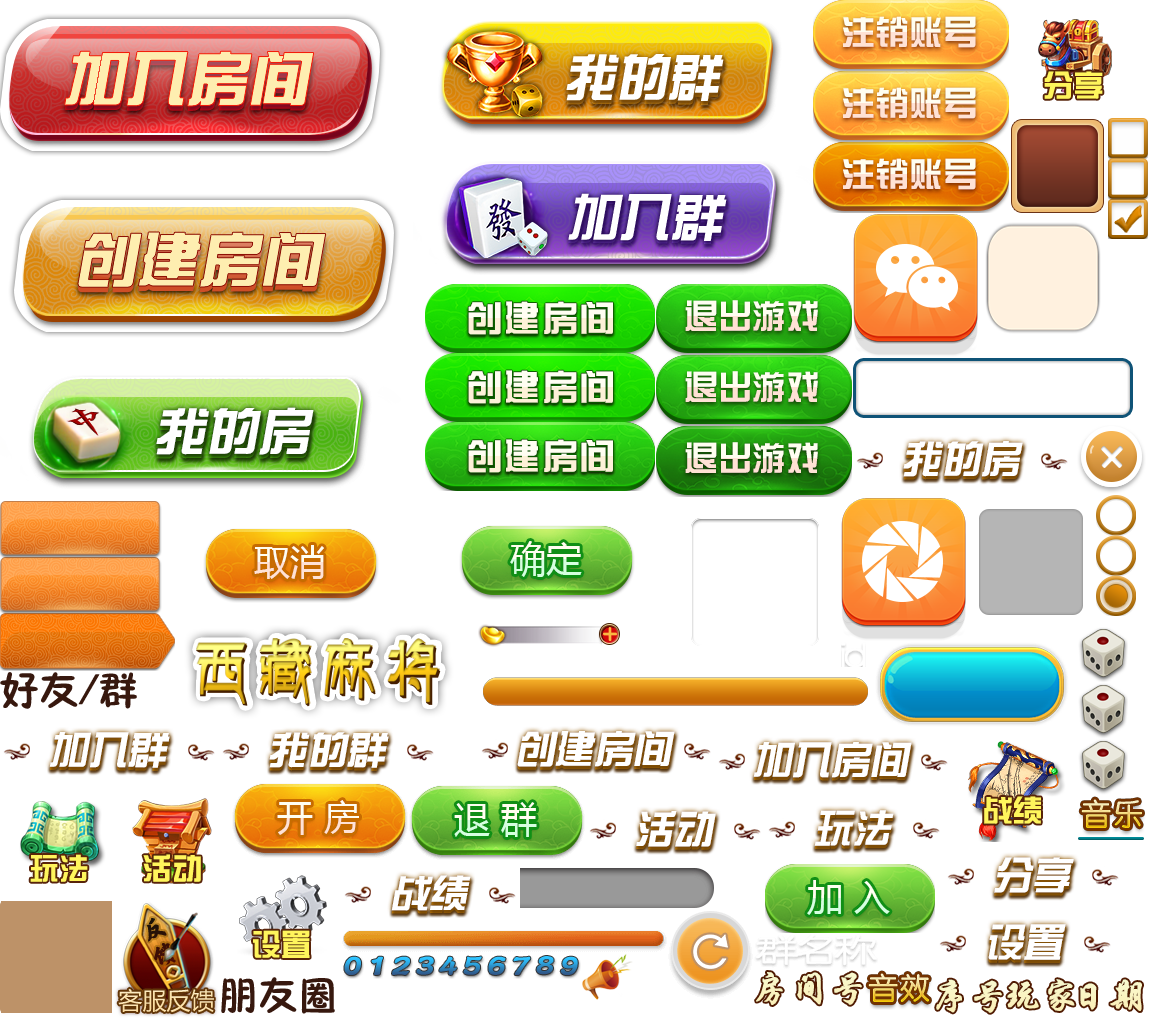 加入房间
我的群
注销账号
分享
注销账号
注销账号
發
加入群
创建房间
创建房间
退出游戏
创建房间
退出游戏
创建房间
退出游戏
中
我的房
我的房
取消
确定
西藏麻将
好友/群
加入群
我的群
创建房间
加入房间
战绩
音乐
玩法
活动
开房
退群
活动
玩法
战绩
分享
加入
设置
设置
反馈
客服反馈
朋友圈
0123456789
群名称
房间号
音效
序号玩家日期